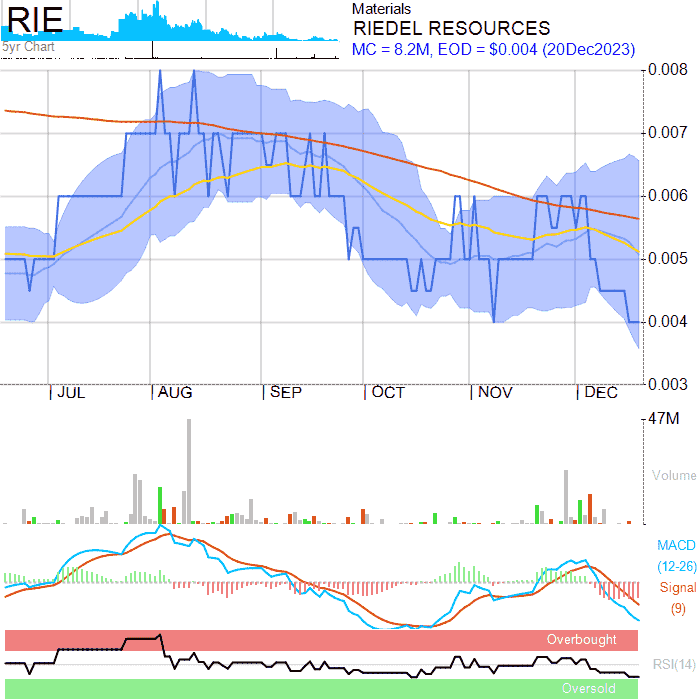 RIE
5yr Chart
Materials
RIEDEL RESOURCES
MC = 8.2M, EOD = $0.004 (20Dec2023)
0.008
0.007
0.006
0.005
0.004
0.003
JUL
AUG
SEP
OCT
NOV
DEC
47M
Volume
MACD
(12-26)
Signal
(9)
Overbought
RSI(14)
Oversold